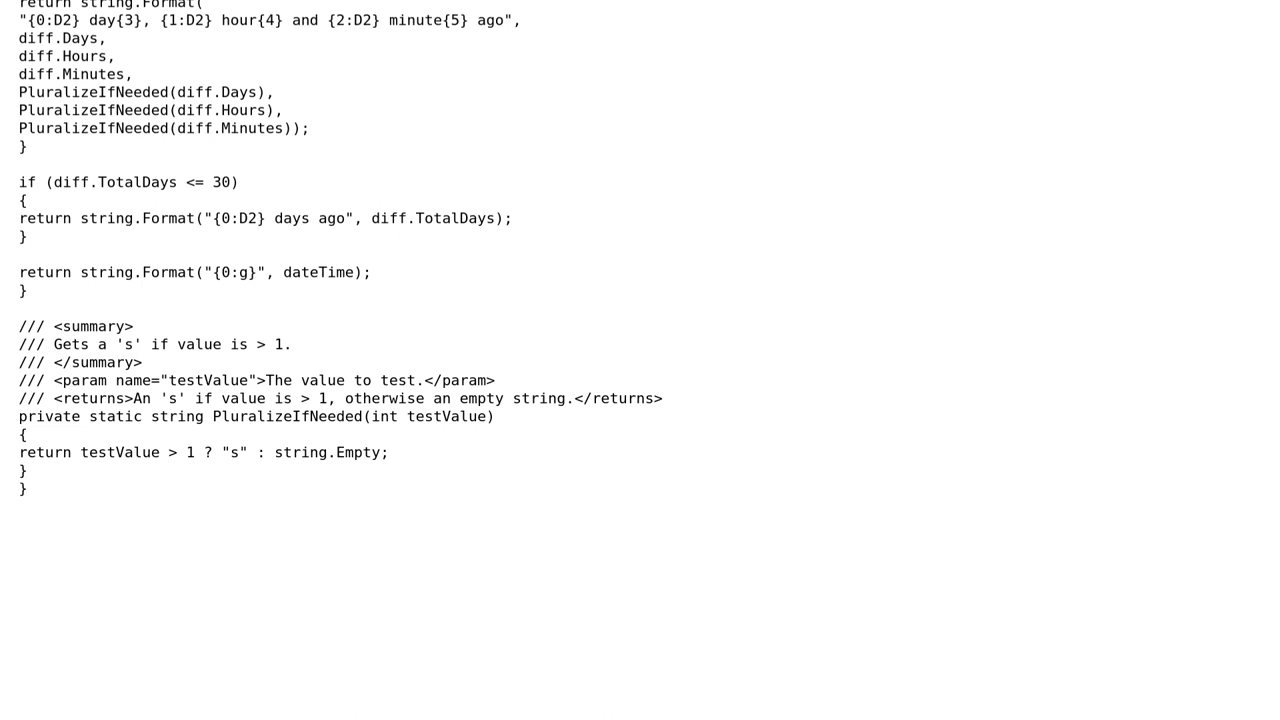 return string.Format(
"{0:D2} day{3}, {1:D2} hour{4} and {2:D2} minute{5} ago",
diff.Days,
diff.Hours,
diff.Minutes,
PluralizeIfNeeded(diff.Days),
PluralizeIfNeeded(diff.Hours),
PluralizeIfNeeded(diff.Minutes));
}
if (diff.TotalDays <= 30)
{
return string.Format("{0:D2} days ago", diff.TotalDays);
}
return string.Format("{0:g}", dateTime);
}
/// <summary>
/// Gets a 's' if value is > 1.
/// </summary>
/// <param name="testValue">The value to test.</param>
/// <returns>An 's' if value is > 1, otherwise an empty string.</returns>
private static string PluralizeIfNeeded(int testValue)
{
return testValue > 1 ? "s" : string.Empty;
}
}